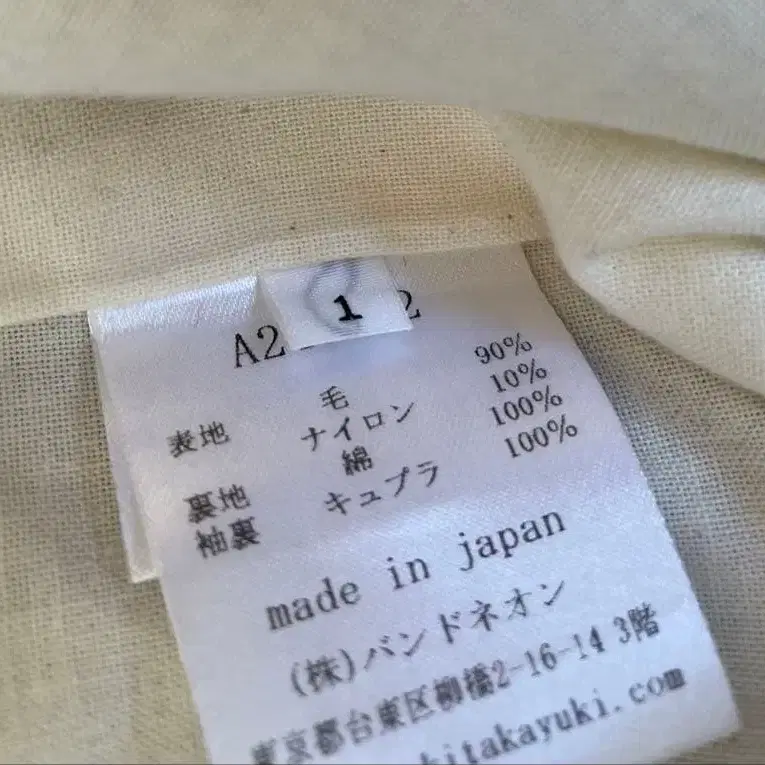 1
A2 2
表地 毛 90%
ナイロン 10%
裏地 綿 100%
袖裏 キュプラ 100%
made in japan
(株)バンドネオン
東京都台東区柳橋2-16-14 3階
kitakayuki.com